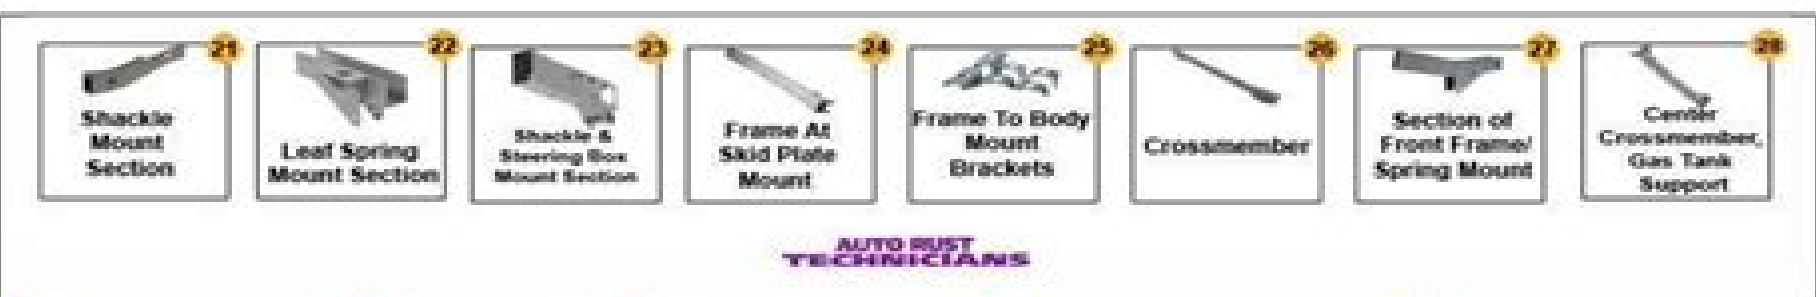 21
Shackle
Mount
Section
22
Leaf Spring
Mount Section
23
Shackle &
Steering Box
Mount Section
24
Frame At
Skid Plate
Mount
25
Frame To Body
Mount
Brackets
26
Crossmember
27
Section of
Front Frame/
Spring Mount
28
Center
Crossmember,
Gas Tank
Support
AUTO RUST
TECHNICIANS